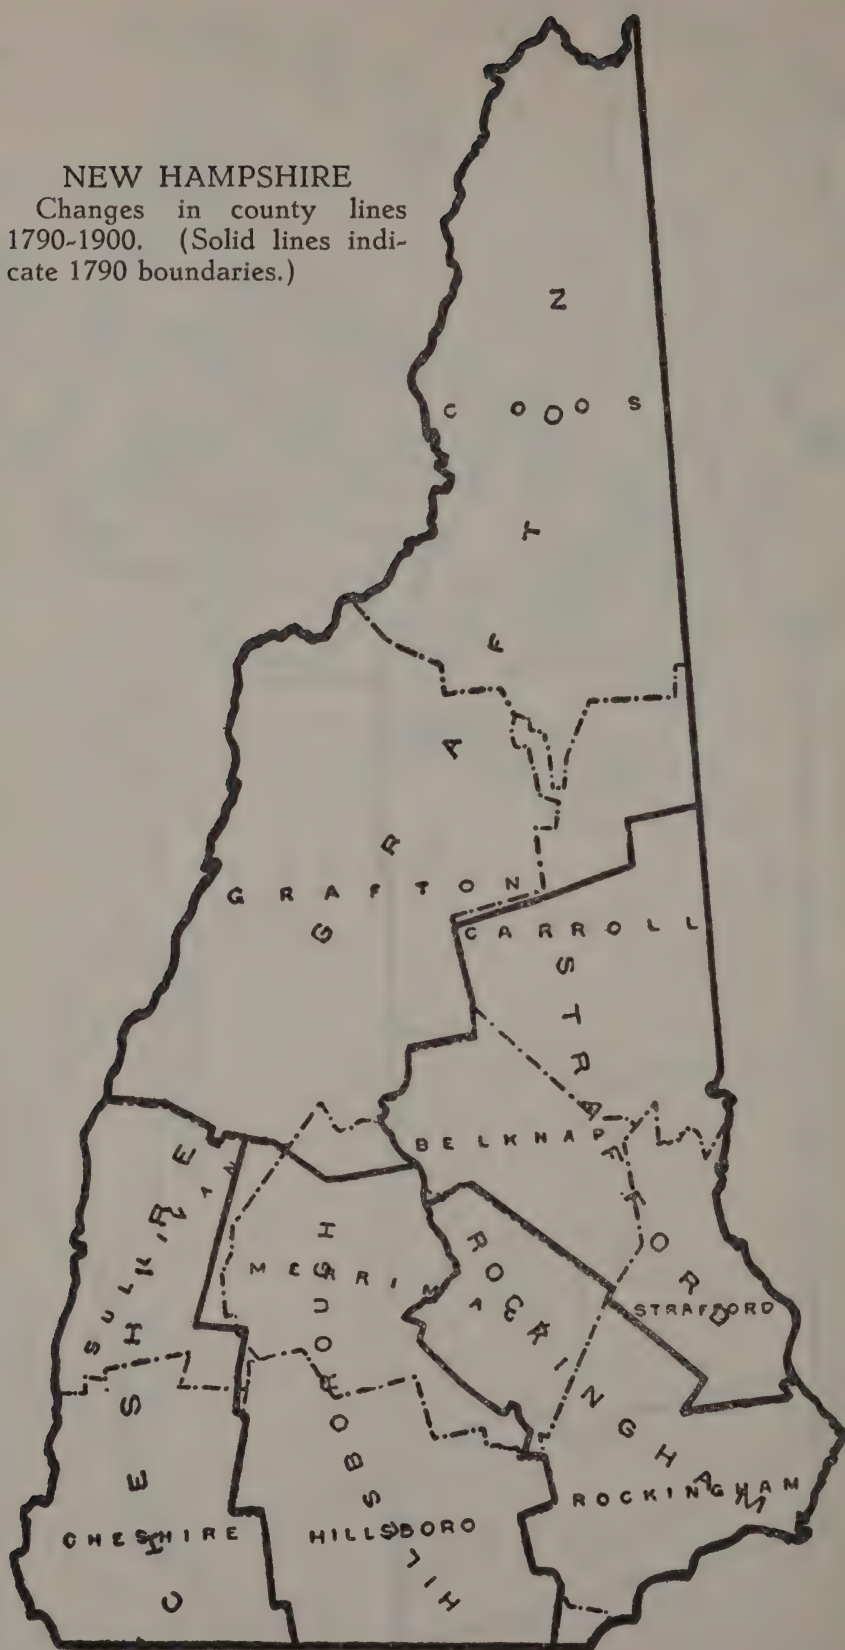 NEW HAMPSHIRE
Changes in county lines
1790-1900. (Solid lines indi-
cate 1790 boundaries.)
COOS
GRAFTON
GRAFTON
CARROLL
STRAFFORD
BELKNAP
SULLIVAN
CHESHIRE
MERRIMACK
HILLSBOROUGH
ROCKINGHAM
STRAFFORD
ROCKINGHAM
CHESHIRE
HILLSBORO